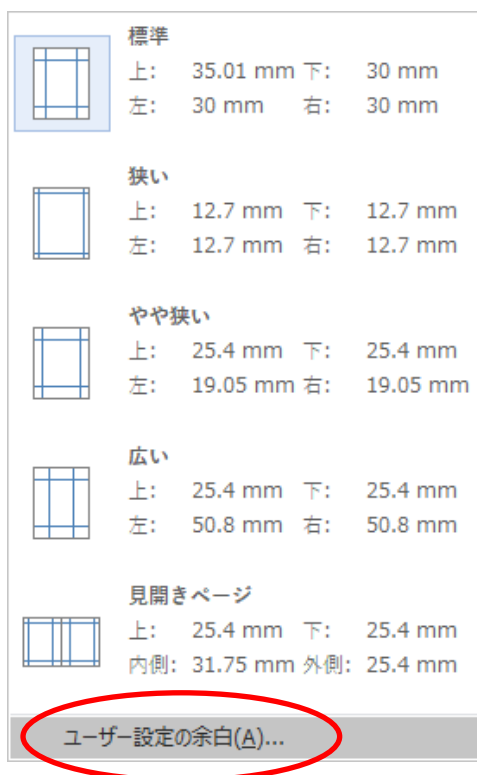 標準
上: 35.01 mm 下: 30 mm
左: 30 mm 右: 30 mm
狭い
上: 12.7 mm 下: 12.7 mm
左: 12.7 mm 右: 12.7 mm
やや狭い
上: 25.4 mm 下: 25.4 mm
左: 19.05 mm 右: 19.05 mm
広い
上: 25.4 mm 下: 25.4 mm
左: 50.8 mm 右: 50.8 mm
見開きページ
上: 25.4 mm 下: 25.4 mm
内側: 31.75 mm 外側: 25.4 mm
ユーザー設定の余白(A)...